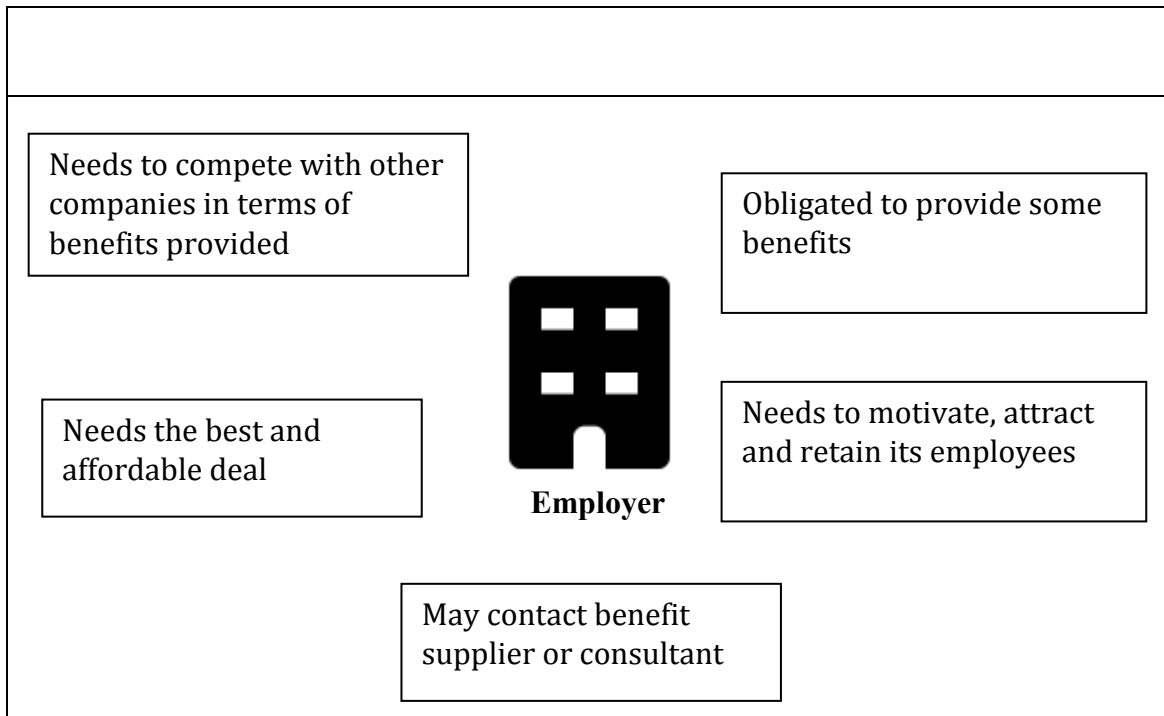 Needs to compete with other
companies in terms of
benefits provided
Obligated to provide some
benefits
Needs the best and
affordable deal
Needs to motivate, attract
and retain its employees
Employer
May contact benefit
supplier or consultant